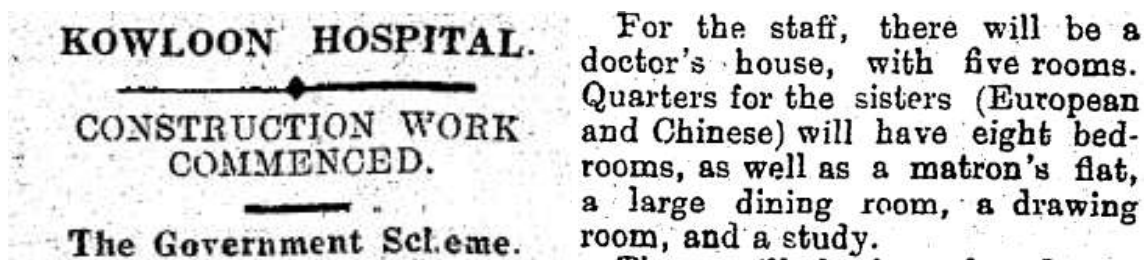 KOWLOON HOSPITAL.
CONSTRUCTION WORK
COMMENCED.
The Government Scheme.
For the staff, there will be a
doctor's house, with five rooms.
Quarters for the sisters (European
and Chinese) will have eight bed-
rooms, as well as a matron's flat,
a large dining room, a drawing
room, and a study.